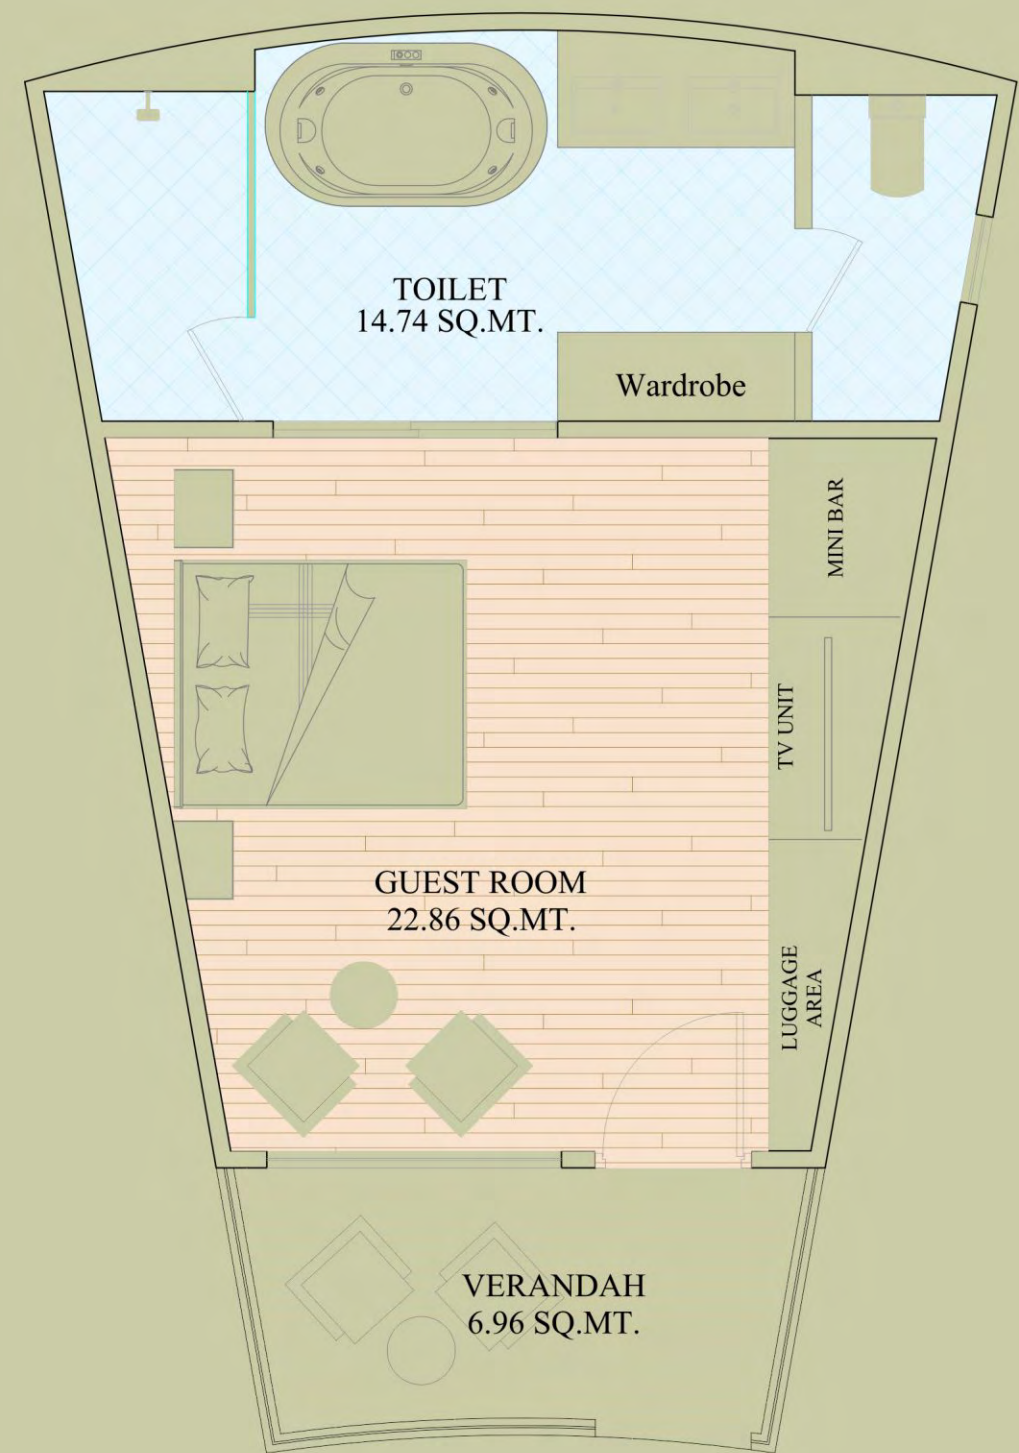 TOILET
14.74 SQ.MT.
Wardrobe
MINI BAR
TV UNIT
GUEST ROOM
22.86 SQ.MT.
LUGGAGE
AREA
VERANDAH
6.96 SQ.MT.